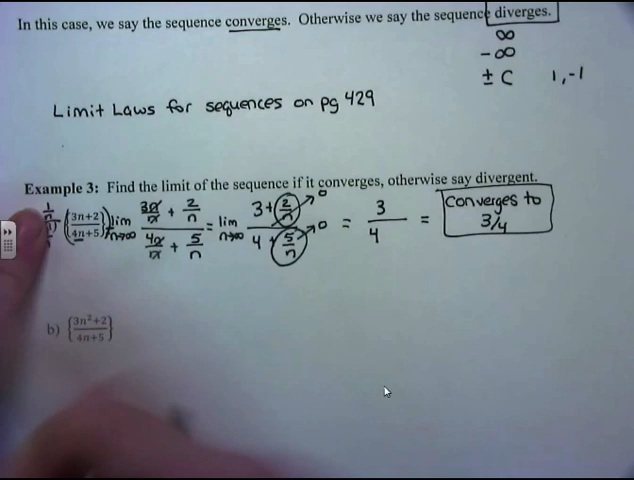 In this case, we say the sequence converges. Otherwise we say the sequence diverges.
∞
-∞
± C 1, -1
Limit Laws for sequences on pg 429
Example 3: Find the limit of the sequence if it converges, otherwise say divergent.
{(3n+2)/(4n+5)} lim n→∞ (3n/n + 2/n)/(4n/n + 5/n) = lim n→∞ (3 + 2/n →0)/(4 + 5/n →0) = 3/4 = Converges to 3/4
b) {(3n²+2)/(4n+5)}